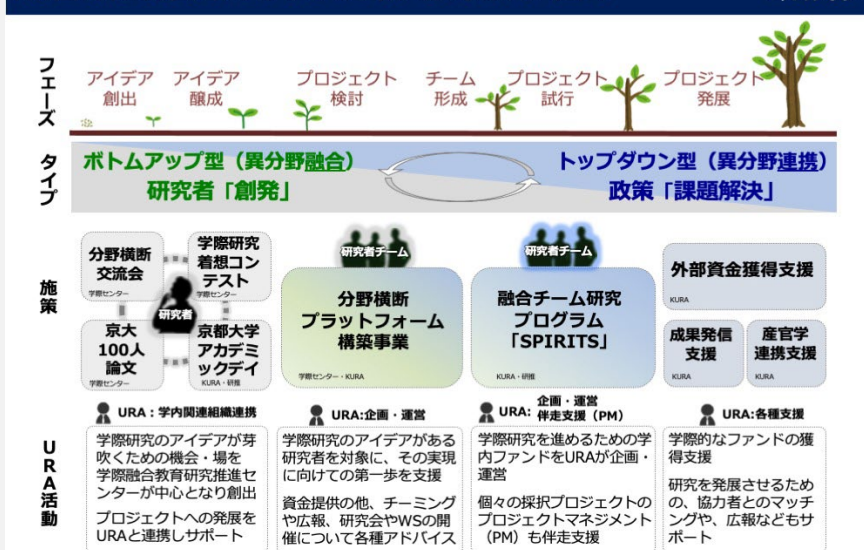 フェーズ
アイデア
創出
アイデア
醸成
プロジェクト
検討
チーム
形成
プロジェクト
試行
プロジェクト
発展
タイプ
ボトムアップ型（異分野融合）
研究者「創発」
トップダウン型（異分野連携）
政策「課題解決」
施策
分野横断
交流会
学際センター
学際研究
着想コン
テスト
学際センター
研究者
京大
100人
論文
学際センター
京都大学
アカデミ
ックデイ
KURA・研推
研究者チーム
分野横断
プラットフォーム
構築事業
学際センター・KURA
研究者チーム
融合チーム研究
プログラム
「SPIRITS」
KURA・研推
外部資金獲得支援
KURA
成果発信
支援
KURA
産官学
連携支援
KURA
URA活動
URA：学内関連組織連携
学際研究のアイデアが芽
吹くための機会・場を
学際融合教育研究推進セ
ンターが中心となり創出
プロジェクトへの発展を
URAと連携しサポート
URA:企画・運営
学際研究のアイデアがある
研究者を対象に、その実現
に向けての第一歩を支援
資金提供の他、チーミング
や広報、研究会やWSの開
催について各種アドバイス
URA:
企画・運営
伴走支援（PM）
学際研究を進めるための学
内ファンドをURAが企画・
運営
個々の採択プロジェクトの
プロジェクトマネジメント
（PM）も伴走支援
URA:各種支援
学際的なファンドの獲
得支援
研究を発展させるため
の、協力者とのマッチ
ングや、広報などもサ
ポート